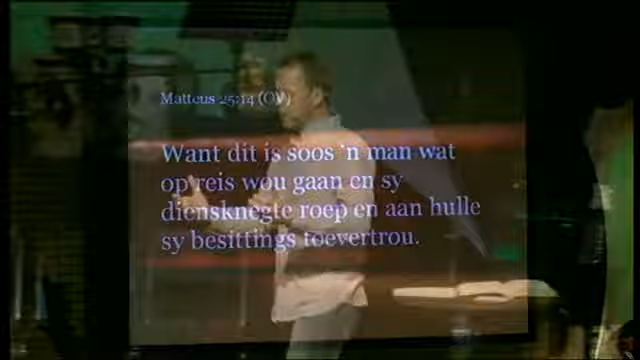 Matteus 25:14 (OV)
Want dit is soos 'n man wat
op reis wou gaan en sy
diensknegte roep en aan hulle
sy besittings toevertrou.